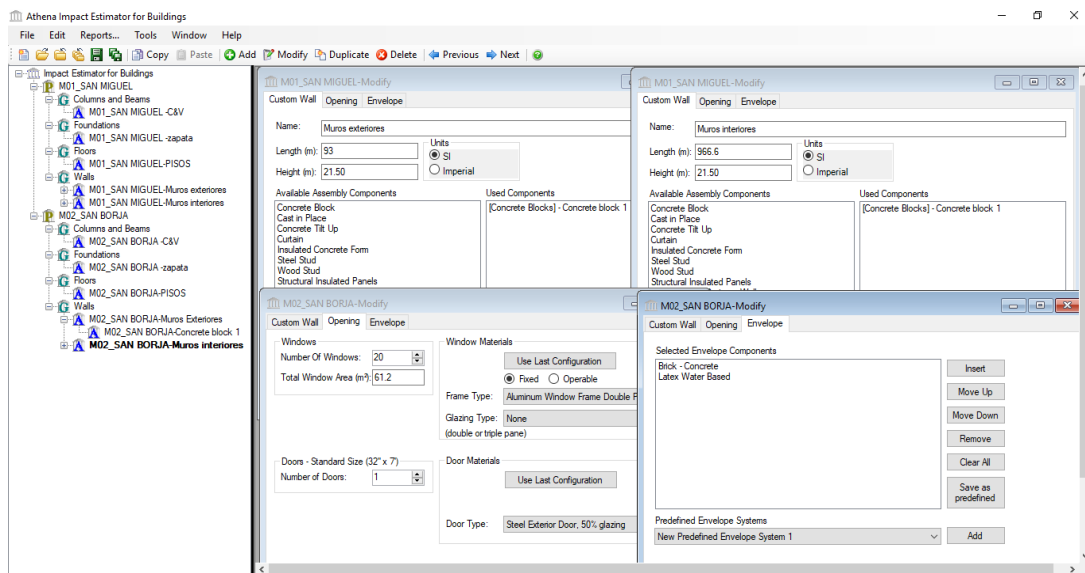 Athena Impact Estimator for Buildings
File Edit Reports... Tools Window Help
Copy Paste Add Modify Duplicate Delete Previous Next
Impact Estimator for Buildings
M01_SAN MIGUEL
Columns and Beams
M01_SAN MIGUEL -C&V
Foundations
M01_SAN MIGUEL -zapata
Floors
M01_SAN MIGUEL-PISOS
Walls
M01_SAN MIGUEL-Muros exteriores
M01_SAN MIGUEL-Muros interiores
M02_SAN BORJA
Columns and Beams
M02_SAN BORJA -C&V
Foundations
M02_SAN BORJA -zapata
Floors
M02_SAN BORJA-PISOS
Walls
M02_SAN BORJA-Muros Exteriores
M02_SAN BORJA-Concrete block 1
M02_SAN BORJA-Muros interiores
M01_SAN MIGUEL-Modify
Custom Wall Opening Envelope
Name: Muros exteriores
Units
Length (m): 93 SI
Height (m): 21.50 Imperial
Available Assembly Components Used Components
Concrete Block [Concrete Blocks] - Concrete block 1
Cast in Place
Concrete Tilt Up
Curtain
Insulated Concrete Form
Steel Stud
Wood Stud
Structural Insulated Panels
M01_SAN MIGUEL-Modify
Custom Wall Opening Envelope
Name: Muros interiores
Units
Length (m): 966.6 SI
Height (m): 21.50 Imperial
Available Assembly Components Used Components
Concrete Block [Concrete Blocks] - Concrete block 1
Cast in Place
Concrete Tilt Up
Curtain
Insulated Concrete Form
Steel Stud
Wood Stud
Structural Insulated Panels
M02_SAN BORJA-Modify
Custom Wall Opening Envelope
Windows Window Materials
Number Of Windows: 20 Use Last Configuration
Total Window Area (m²): 61.2 Fixed Operable
Frame Type: Aluminum Window Frame Double P
Glazing Type: None
(double or triple pane)
Doors - Standard Size (32" x 7') Door Materials
Number of Doors: 1 Use Last Configuration
Door Type: Steel Exterior Door, 50% glazing
M02_SAN BORJA-Modify
Custom Wall Opening Envelope
Selected Envelope Components
Brick - Concrete
Latex Water Based
Insert
Move Up
Move Down
Remove
Clear All
Save as
predefined
Predefined Envelope Systems
New Predefined Envelope System 1 Add